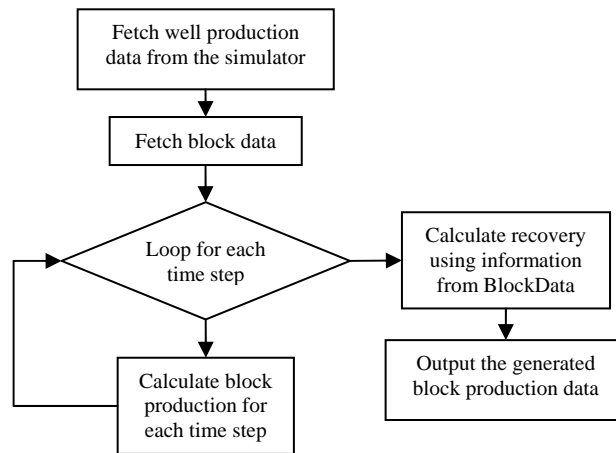 Fetch well production
data from the simulator
Fetch block data
Loop for each
time step
Calculate block
production for
each time step
Calculate recovery
using information
from BlockData
Output the generated
block production data